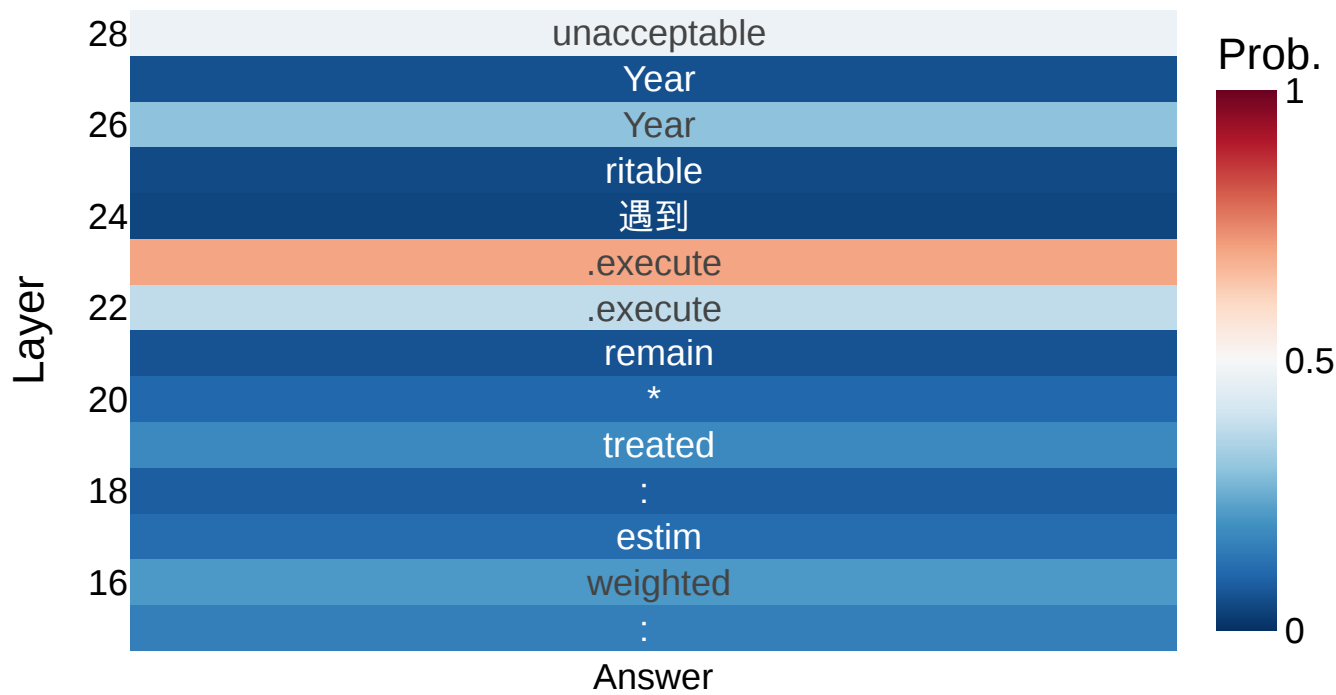 28 unacceptable
Year
26 Year
ritable
24 遇到
.execute
22 .execute
remain
20 *
treated
18 :
estim
16 weighted
:
Layer
Answer
Prob.
1
0.5
0